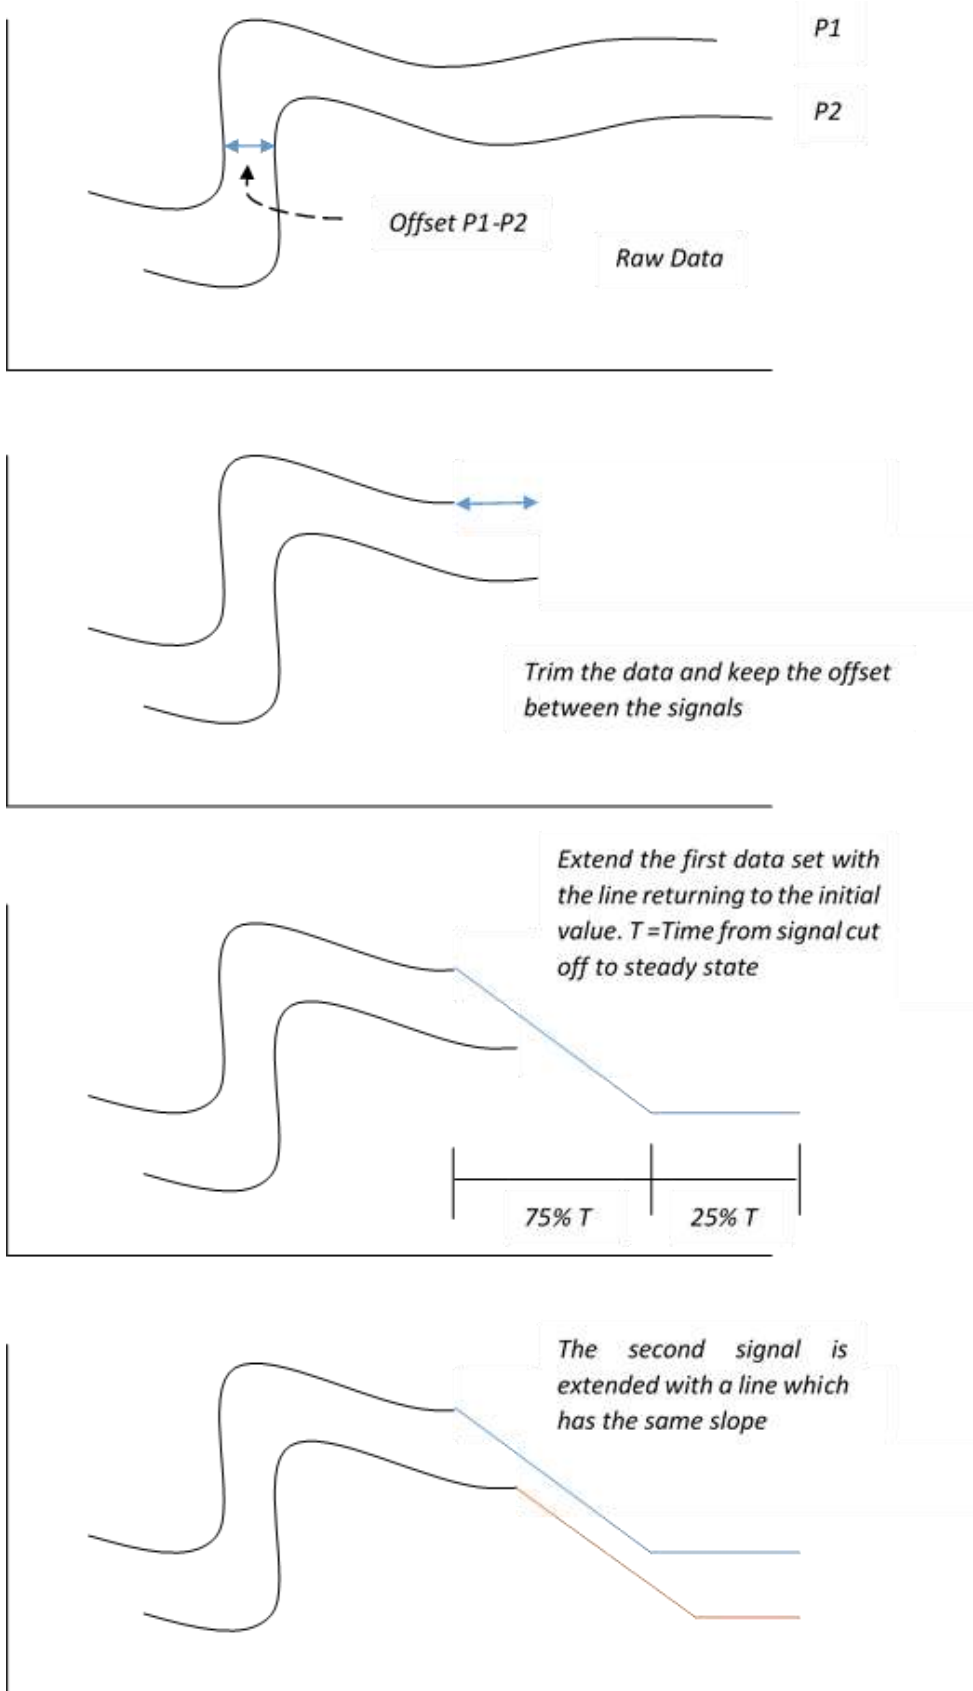 P1
P2
Offset P1-P2
Raw Data
Trim the data and keep the offset
between the signals
Extend the first data set with
the line returning to the initial
value. T =Time from signal cut
off to steady state
75% T
25% T
The second signal is
extended with a line which
has the same slope